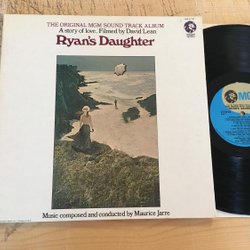 THE ORIGINAL MGM SOUND TRACK ALBUM
A story of love. Filmed by David Lean
Ryan's Daughter
Music composed and conducted by Maurice Jarre